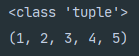 <class 'tuple'>
(1, 2, 3, 4, 5)